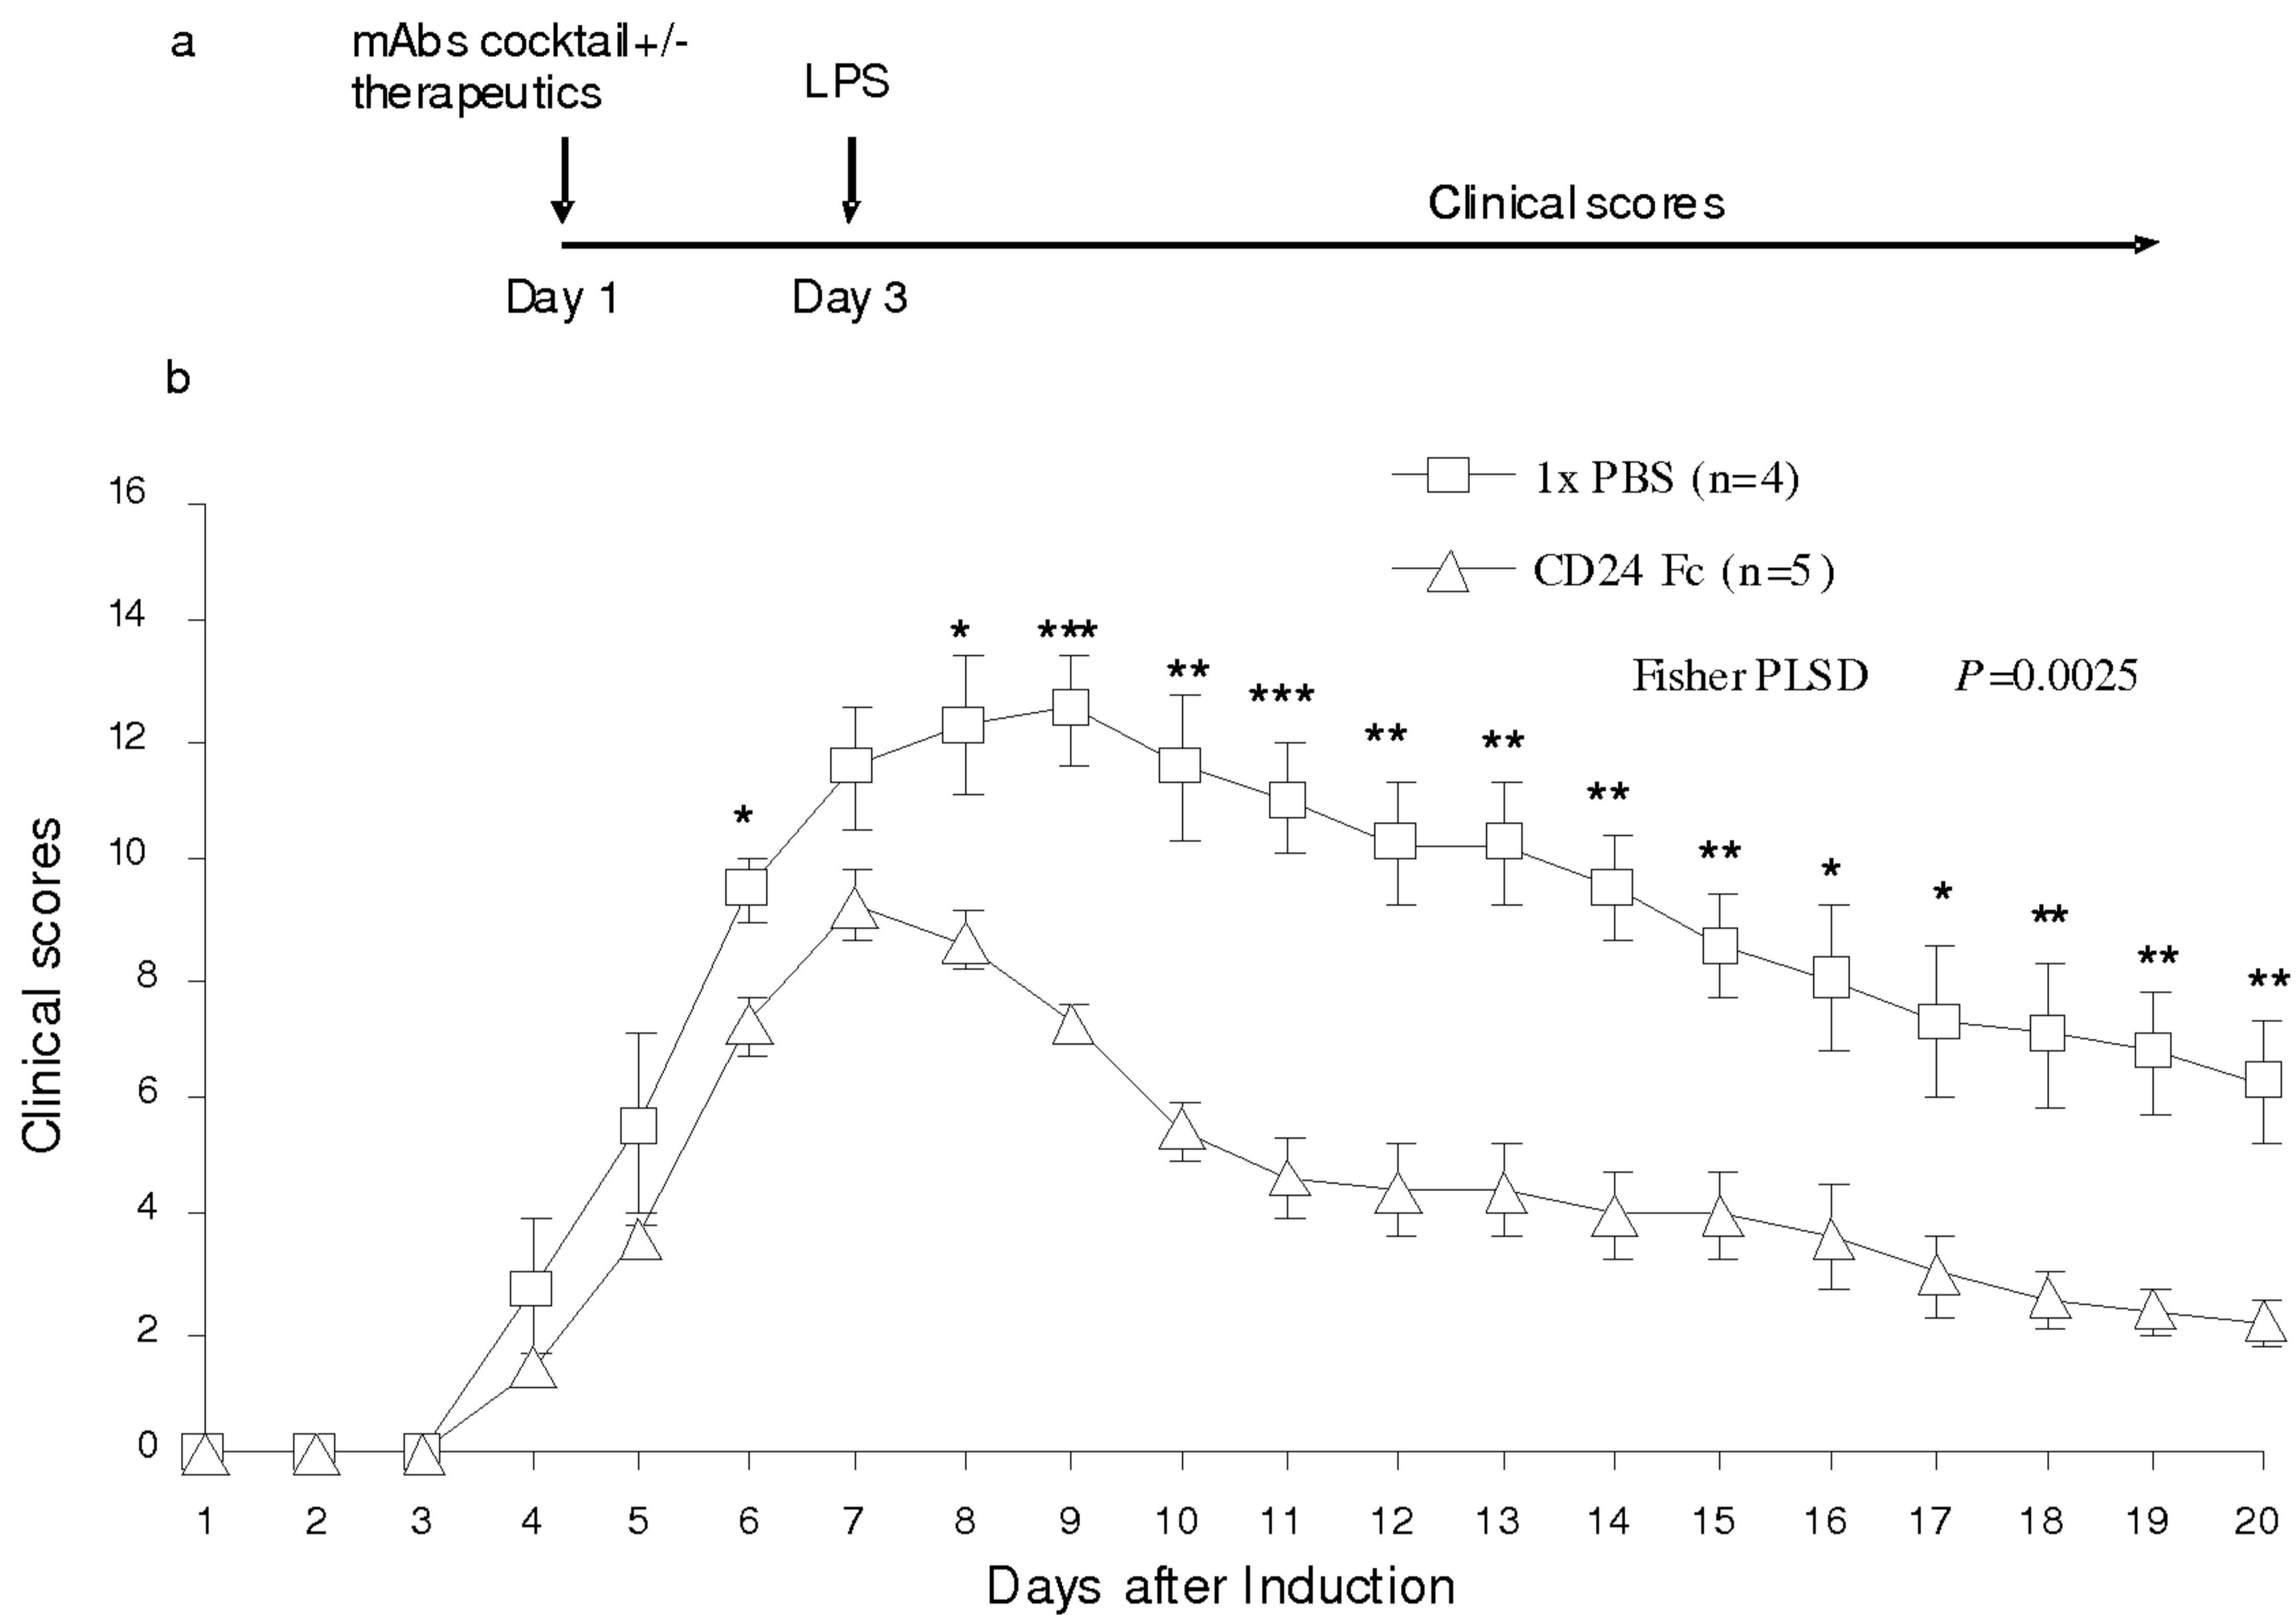 a
mAbs cocktail+/-
therapeutics
LPS
Clinical scores
Day 1
Day 3
b
1x PBS (n=4)
CD24 Fc (n=5)
Fisher PLSD P=0.0025
16
14
12
10
8
6
4
2
0
Clinical scores
*
*
***
**
***
**
**
**
**
*
*
**
**
**
1 2 3 4 5 6 7 8 9 10 11 12 13 14 15 16 17 18 19 20
Days after Induction